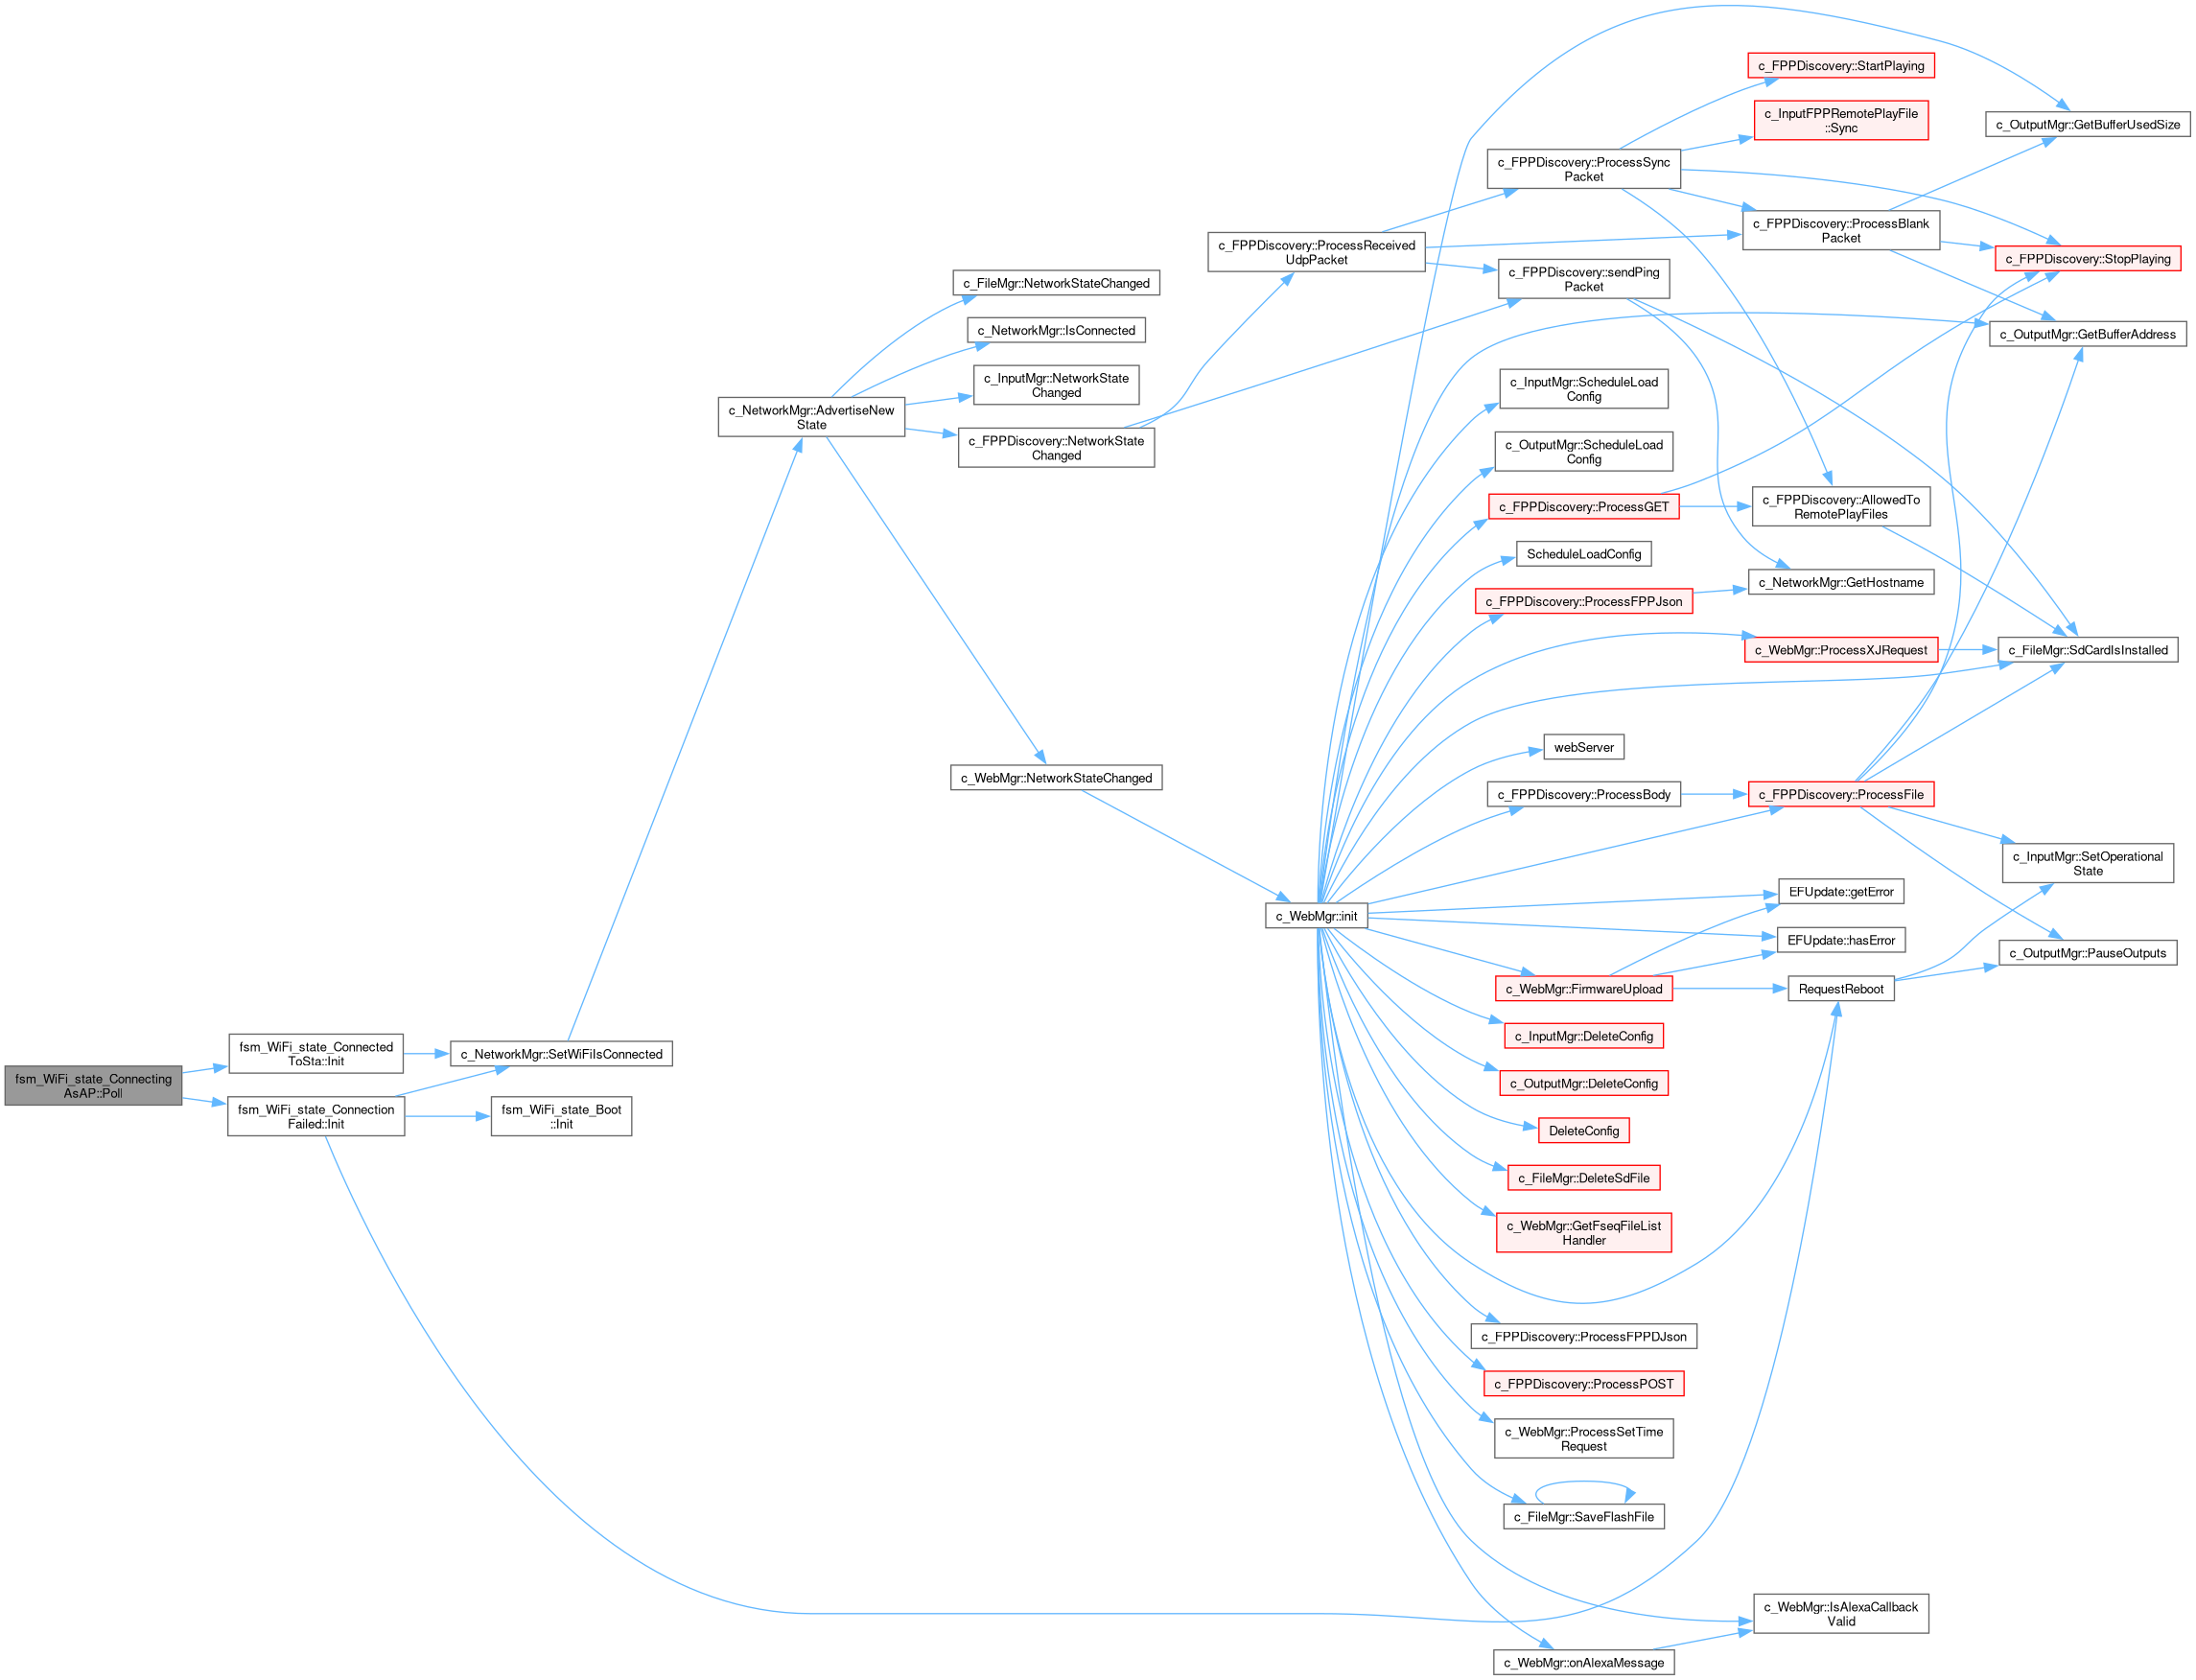 fsm_WiFi_state_Connecting
AsAP::Poll
fsm_WiFi_state_Connected
ToSta::Init
fsm_WiFi_state_Connection
Failed::Init
c_NetworkMgr::SetWiFiIsConnected
fsm_WiFi_state_Boot
::Init
c_NetworkMgr::AdvertiseNew
State
c_FileMgr::NetworkStateChanged
c_NetworkMgr::IsConnected
c_InputMgr::NetworkState
Changed
c_FPPDiscovery::NetworkState
Changed
c_WebMgr::NetworkStateChanged
c_FPPDiscovery::ProcessReceived
UdpPacket
c_WebMgr::init
c_FPPDiscovery::ProcessSync
Packet
c_FPPDiscovery::sendPing
Packet
c_InputMgr::ScheduleLoad
Config
c_OutputMgr::ScheduleLoad
Config
c_FPPDiscovery::ProcessGET
ScheduleLoadConfig
c_FPPDiscovery::ProcessFPPJson
webServer
c_FPPDiscovery::ProcessBody
c_WebMgr::FirmwareUpload
c_InputMgr::DeleteConfig
c_OutputMgr::DeleteConfig
DeleteConfig
c_FileMgr::DeleteSdFile
c_WebMgr::GetFseqFileList
Handler
c_FPPDiscovery::ProcessFPPDJson
c_FPPDiscovery::ProcessPOST
c_WebMgr::ProcessSetTime
Request
c_FileMgr::SaveFlashFile
c_WebMgr::onAlexaMessage
c_FPPDiscovery::StartPlaying
c_InputFPPRemotePlayFile
::Sync
c_FPPDiscovery::ProcessBlank
Packet
c_FPPDiscovery::AllowedTo
RemotePlayFiles
c_NetworkMgr::GetHostname
c_WebMgr::ProcessXJRequest
c_FPPDiscovery::ProcessFile
EFUpdate::getError
EFUpdate::hasError
RequestReboot
c_WebMgr::IsAlexaCallback
Valid
c_OutputMgr::GetBufferUsedSize
c_FPPDiscovery::StopPlaying
c_OutputMgr::GetBufferAddress
c_FileMgr::SdCardIsInstalled
c_InputMgr::SetOperational
State
c_OutputMgr::PauseOutputs